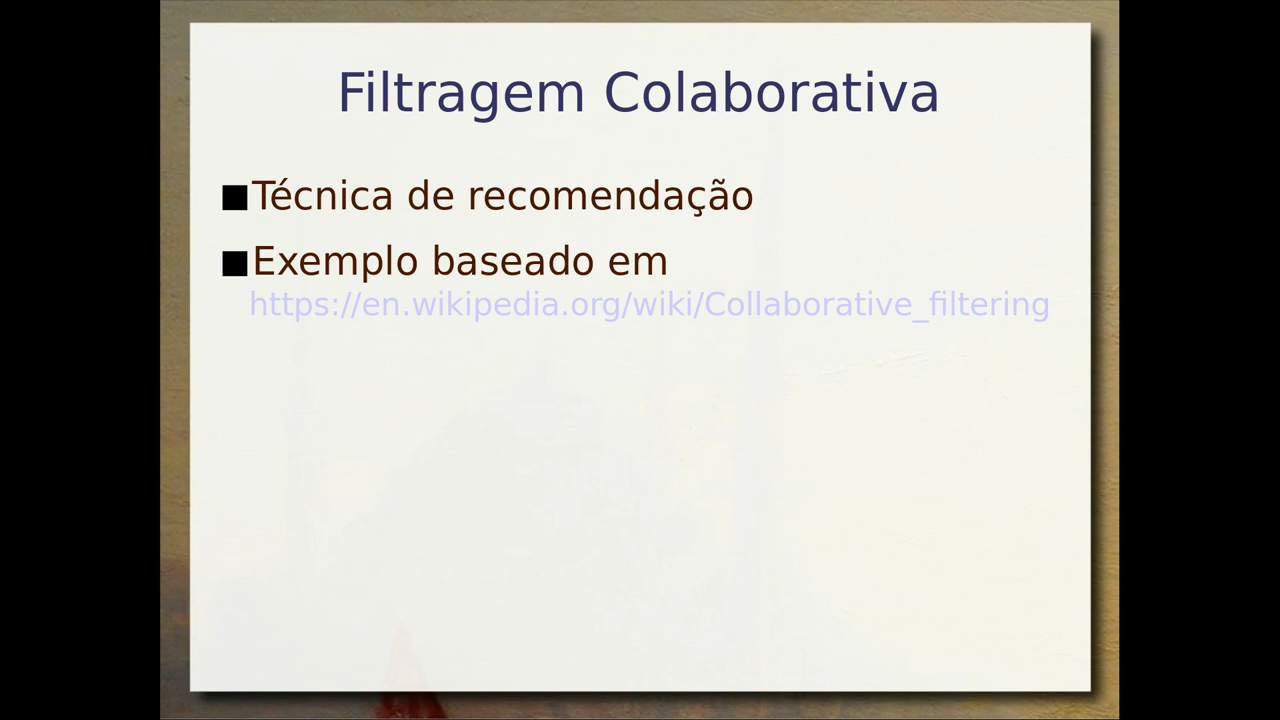 Filtragem Colaborativa
■Técnica de recomendação
■Exemplo baseado em
https://en.wikipedia.org/wiki/Collaborative_filtering